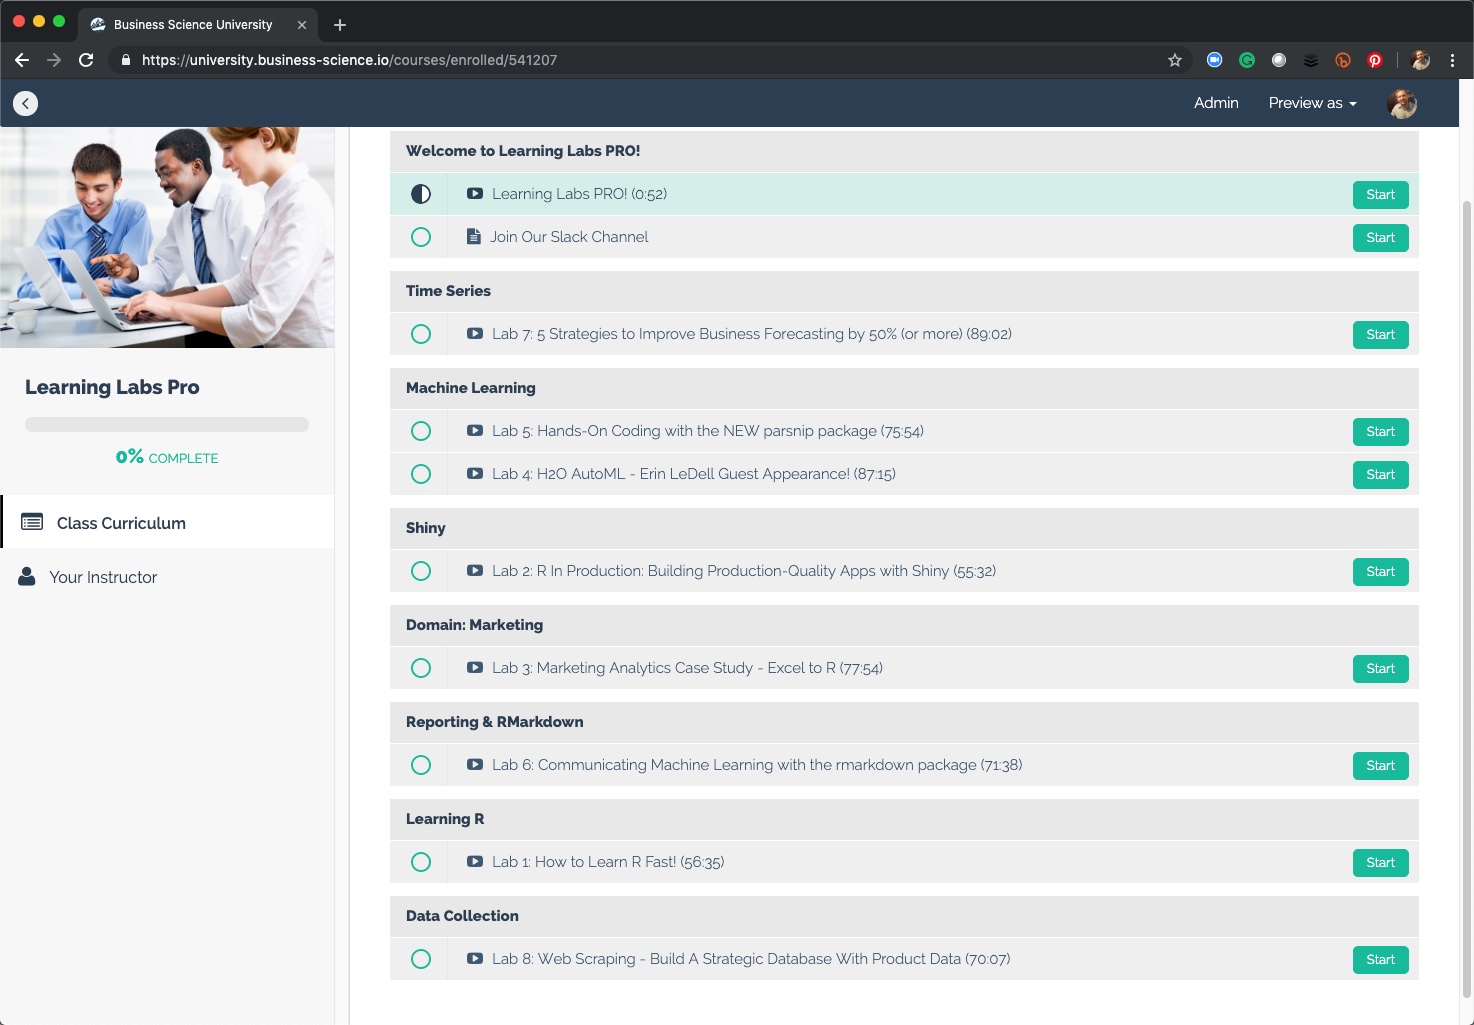 Business Science University
https://university.business-science.io/courses/enrolled/541207
Admin
Preview as
Learning Labs Pro
0% COMPLETE
Class Curriculum
Your Instructor
Welcome to Learning Labs PRO!
Learning Labs PRO! (0:52) Start
Join Our Slack Channel Start
Time Series
Lab 7: 5 Strategies to Improve Business Forecasting by 50% (or more) (89:02) Start
Machine Learning
Lab 5: Hands-On Coding with the NEW parsnip package (75:54) Start
Lab 4: H2O AutoML - Erin LeDell Guest Appearance! (87:15) Start
Shiny
Lab 2: R In Production: Building Production-Quality Apps with Shiny (55:32) Start
Domain: Marketing
Lab 3: Marketing Analytics Case Study - Excel to R (77:54) Start
Reporting & RMarkdown
Lab 6: Communicating Machine Learning with the rmarkdown package (71:38) Start
Learning R
Lab 1: How to Learn R Fast! (56:35) Start
Data Collection
Lab 8: Web Scraping - Build A Strategic Database With Product Data (70:07) Start